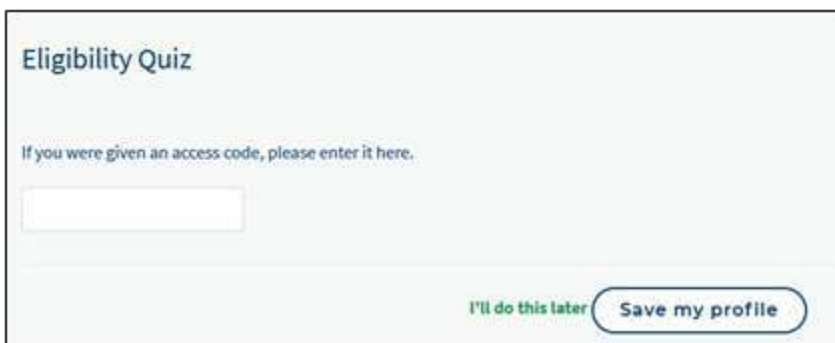 Eligibility Quiz
If you were given an access code, please enter it here.
I'll do this later Save my profile